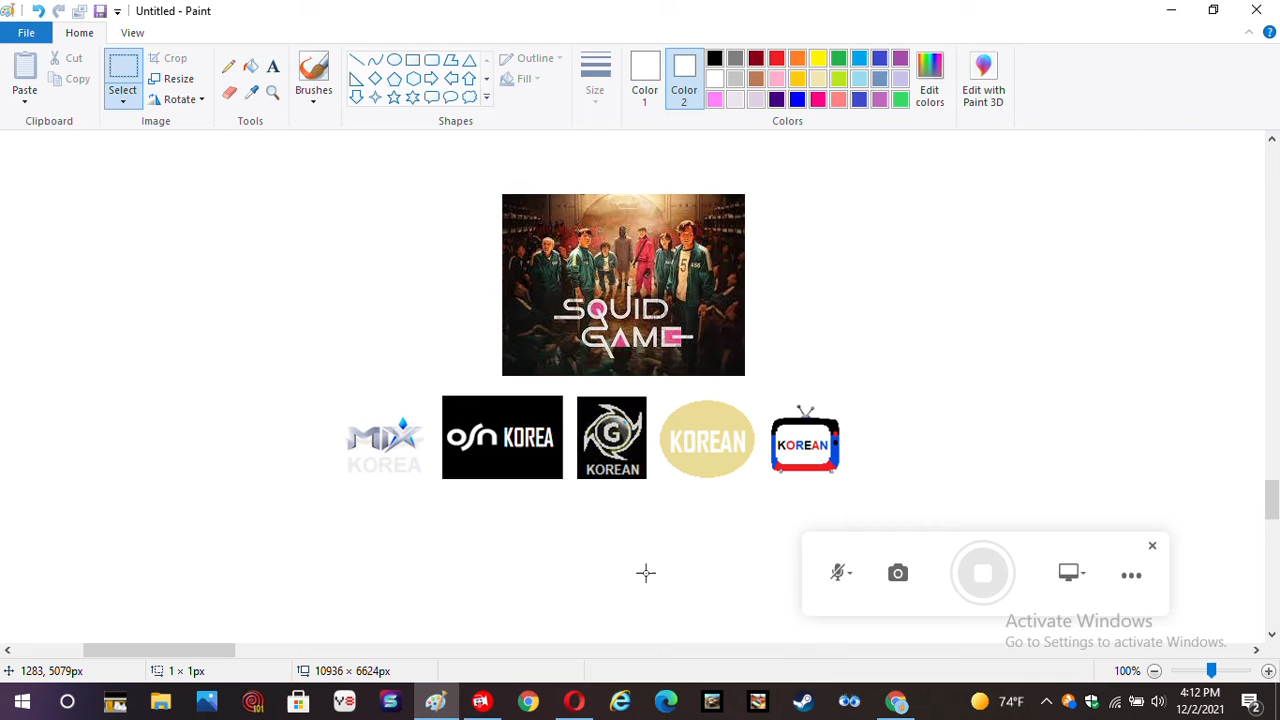 Untitled - Paint
File
Home
View
Paste
Cut
Copy
Select
Crop
Resize
Rotate
A
Brushes
Outline
Fill
Size
Color 1
Color 2
Edit colors
Edit with Paint 3D
Clipboard
Image
Tools
Shapes
Colors
456
SQUID
GAME
MIX
KOREA
osn KOREA
G
KOREAN
KOREAN
KOREAN
Activate Windows
Go to Settings to activate Windows.
1283, 5079px
1 × 1px
10936 × 6624px
100%
101
74°F
4:12 PM
12/2/2021
2